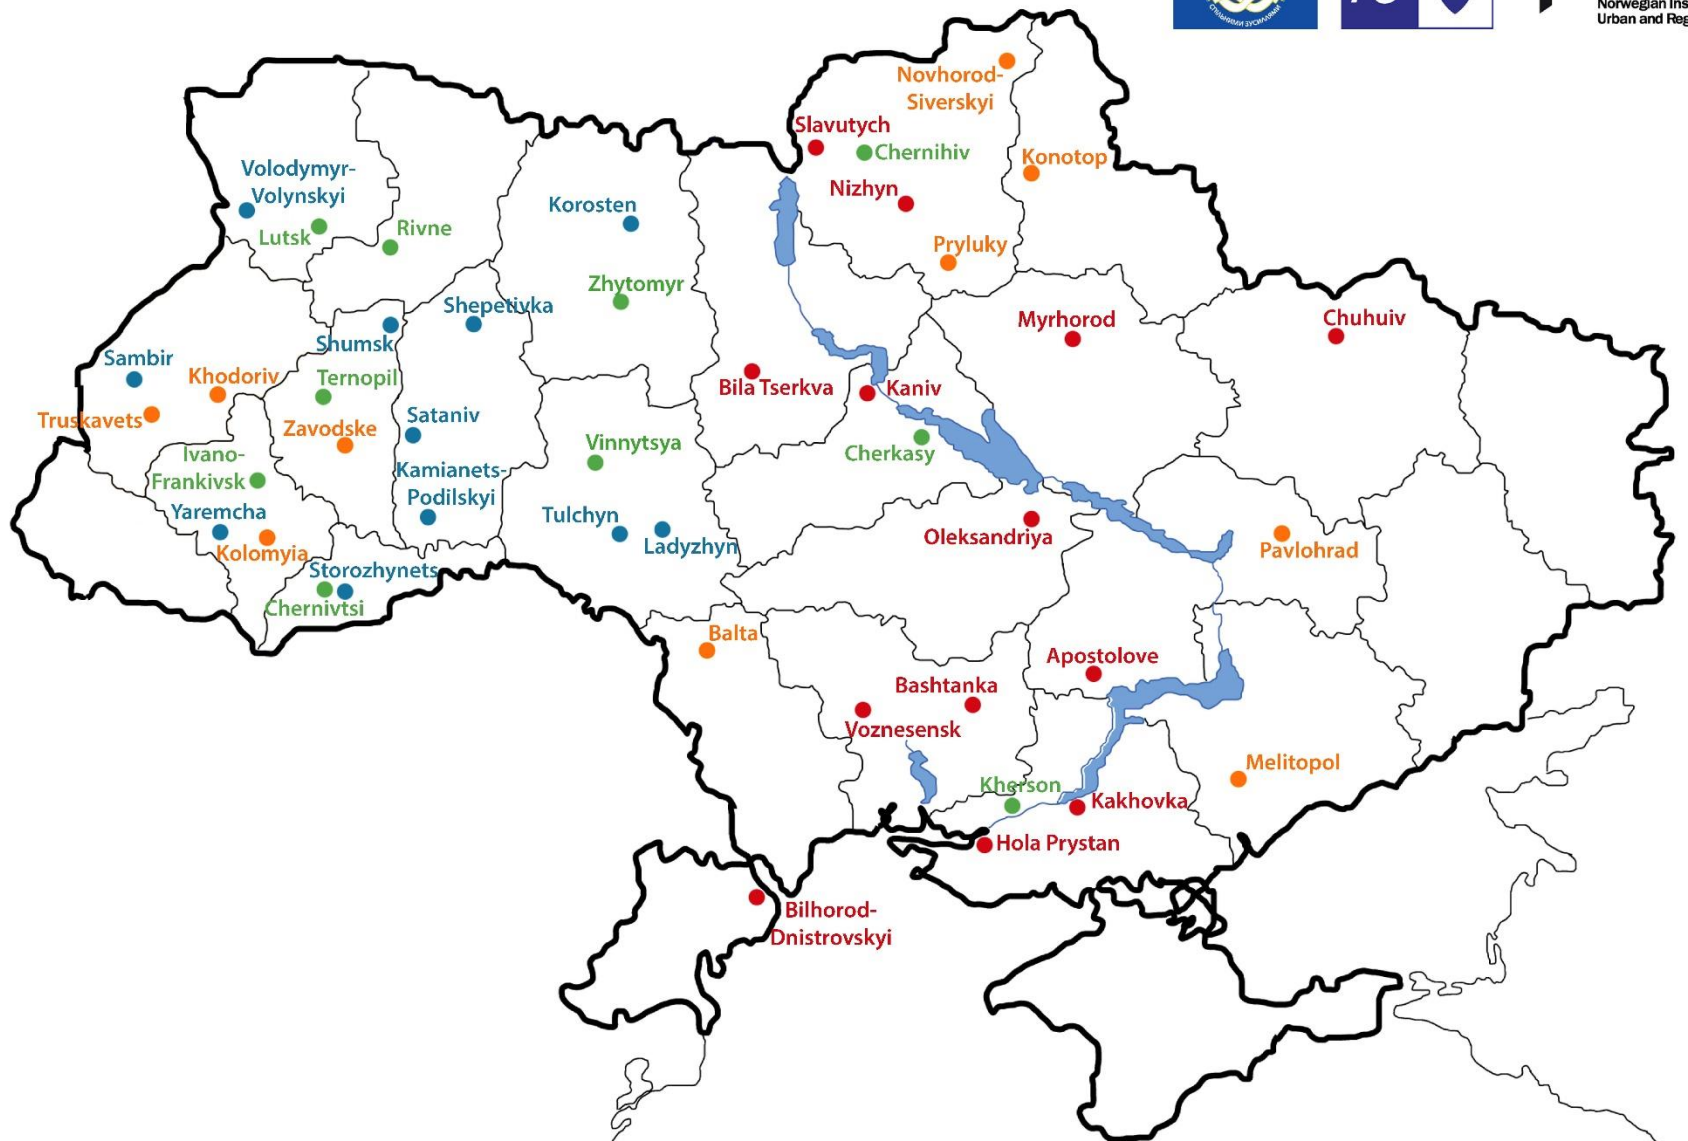 СПІЛЬНИМИ ЗУСИЛЛЯМИ
Norwegian Ins
Urban and Reg
Novhorod-
Siverskyi
Slavutych
Chernihiv
Konotop
Volodymyr-
Volynskyi
Nizhyn
Korosten
Lutsk
Rivne
Pryluky
Zhytomyr
Shepetivka
Myrhorod
Chuhuiv
Shumsk
Sambir
Khodoriv
Ternopil
Bila Tserkva
Kaniv
Truskavets
Zavodske
Sataniv
Vinnytsya
Cherkasy
Ivano-
Frankivsk
Kamianets-
Podilskyi
Yaremcha
Tulchyn
Ladyzhyn
Oleksandriya
Pavlohrad
Kolomyia
Storozhynets
Chernivtsi
Balta
Apostolove
Bashtanka
Voznesensk
Melitopol
Kherson
Kakhovka
Hola Prystan
Bilhorod-
Dnistrovskyi